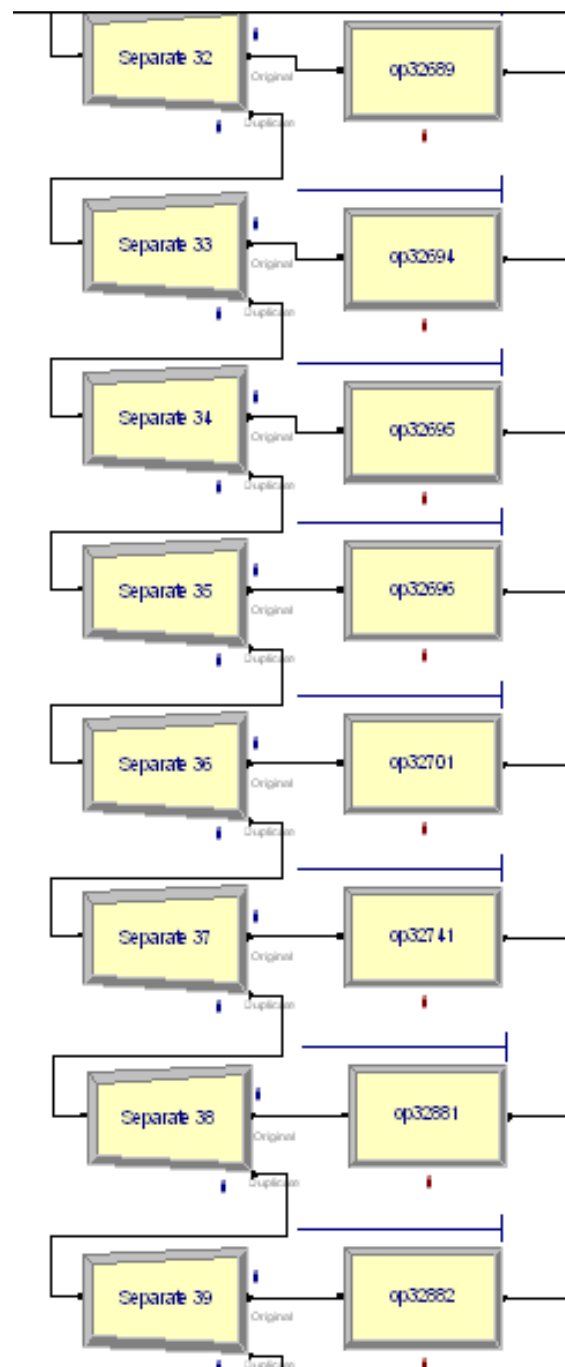 Separate 32
Original
op32689
Duplicate
Separate 33
Original
op32694
Duplicate
Separate 34
Original
op32695
Duplicate
Separate 35
Original
op32696
Duplicate
Separate 36
Original
op32701
Duplicate
Separate 37
Original
op32741
Duplicate
Separate 38
Original
op32881
Duplicate
Separate 39
Original
op32882
Duplicate